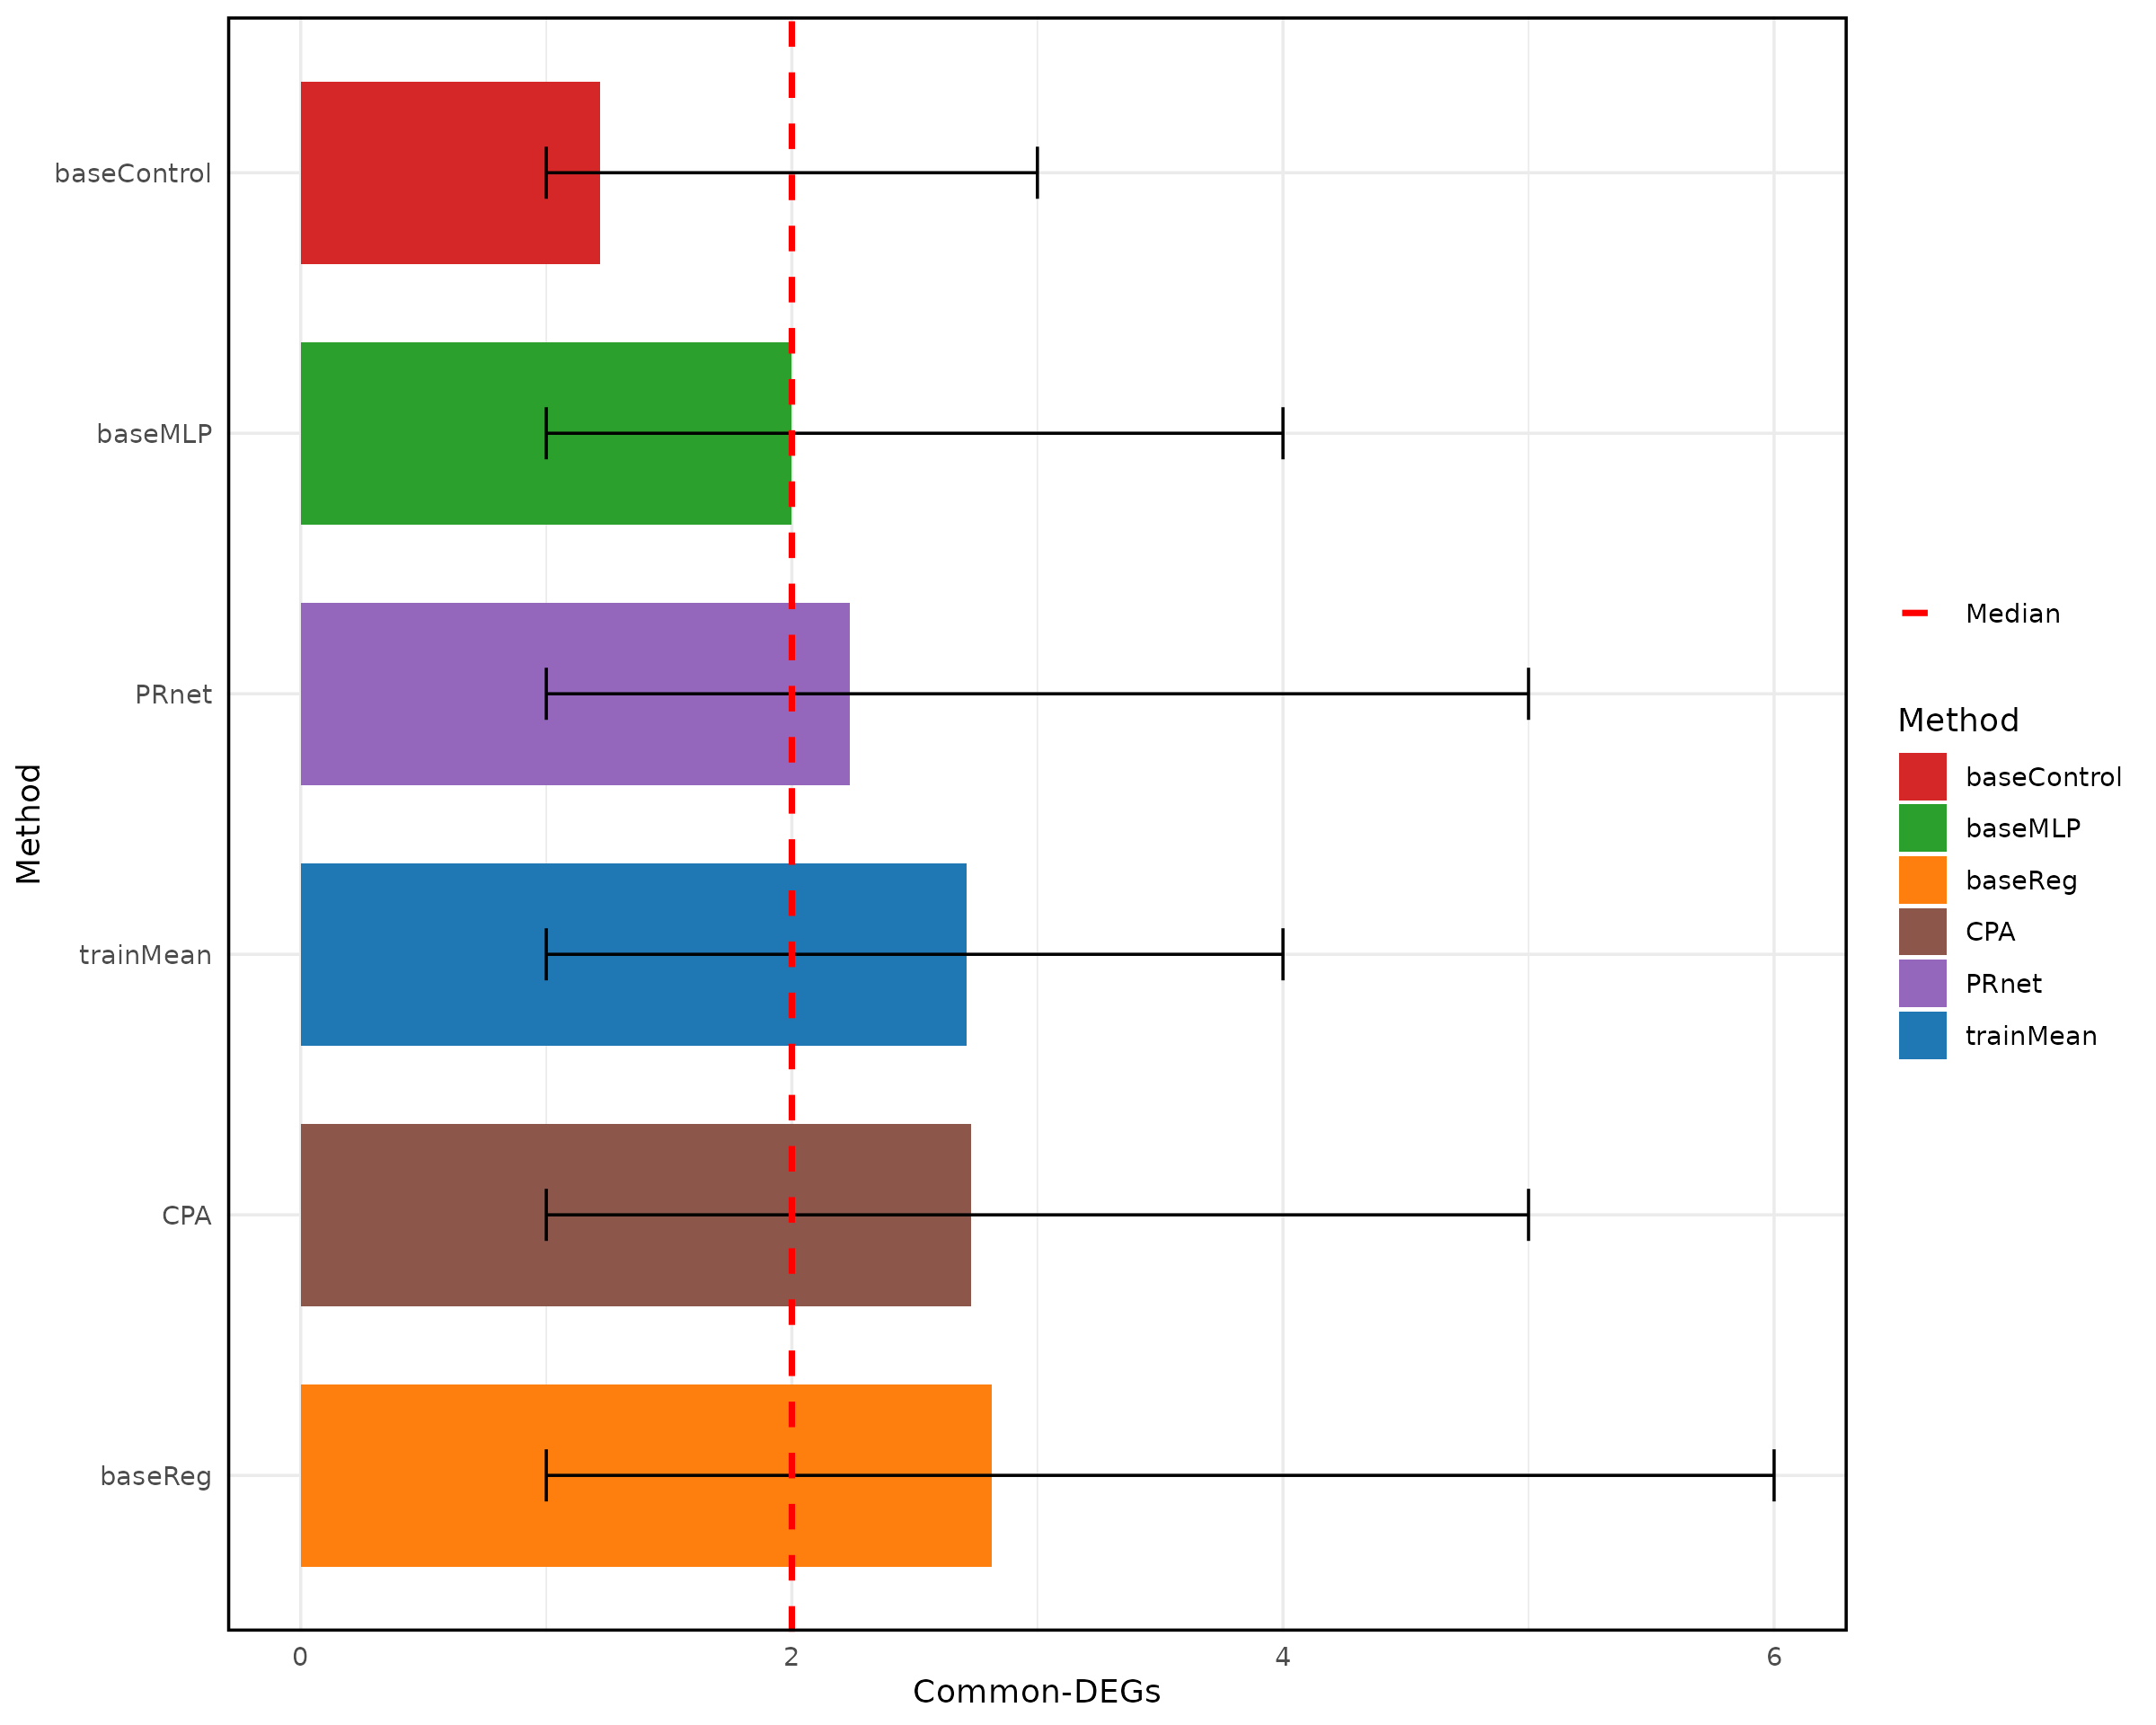 Method
baseControl
baseMLP
PRnet
trainMean
CPA
baseReg
0
2
4
6
Common-DEGs
Median
Method
baseControl
baseMLP
baseReg
CPA
PRnet
trainMean